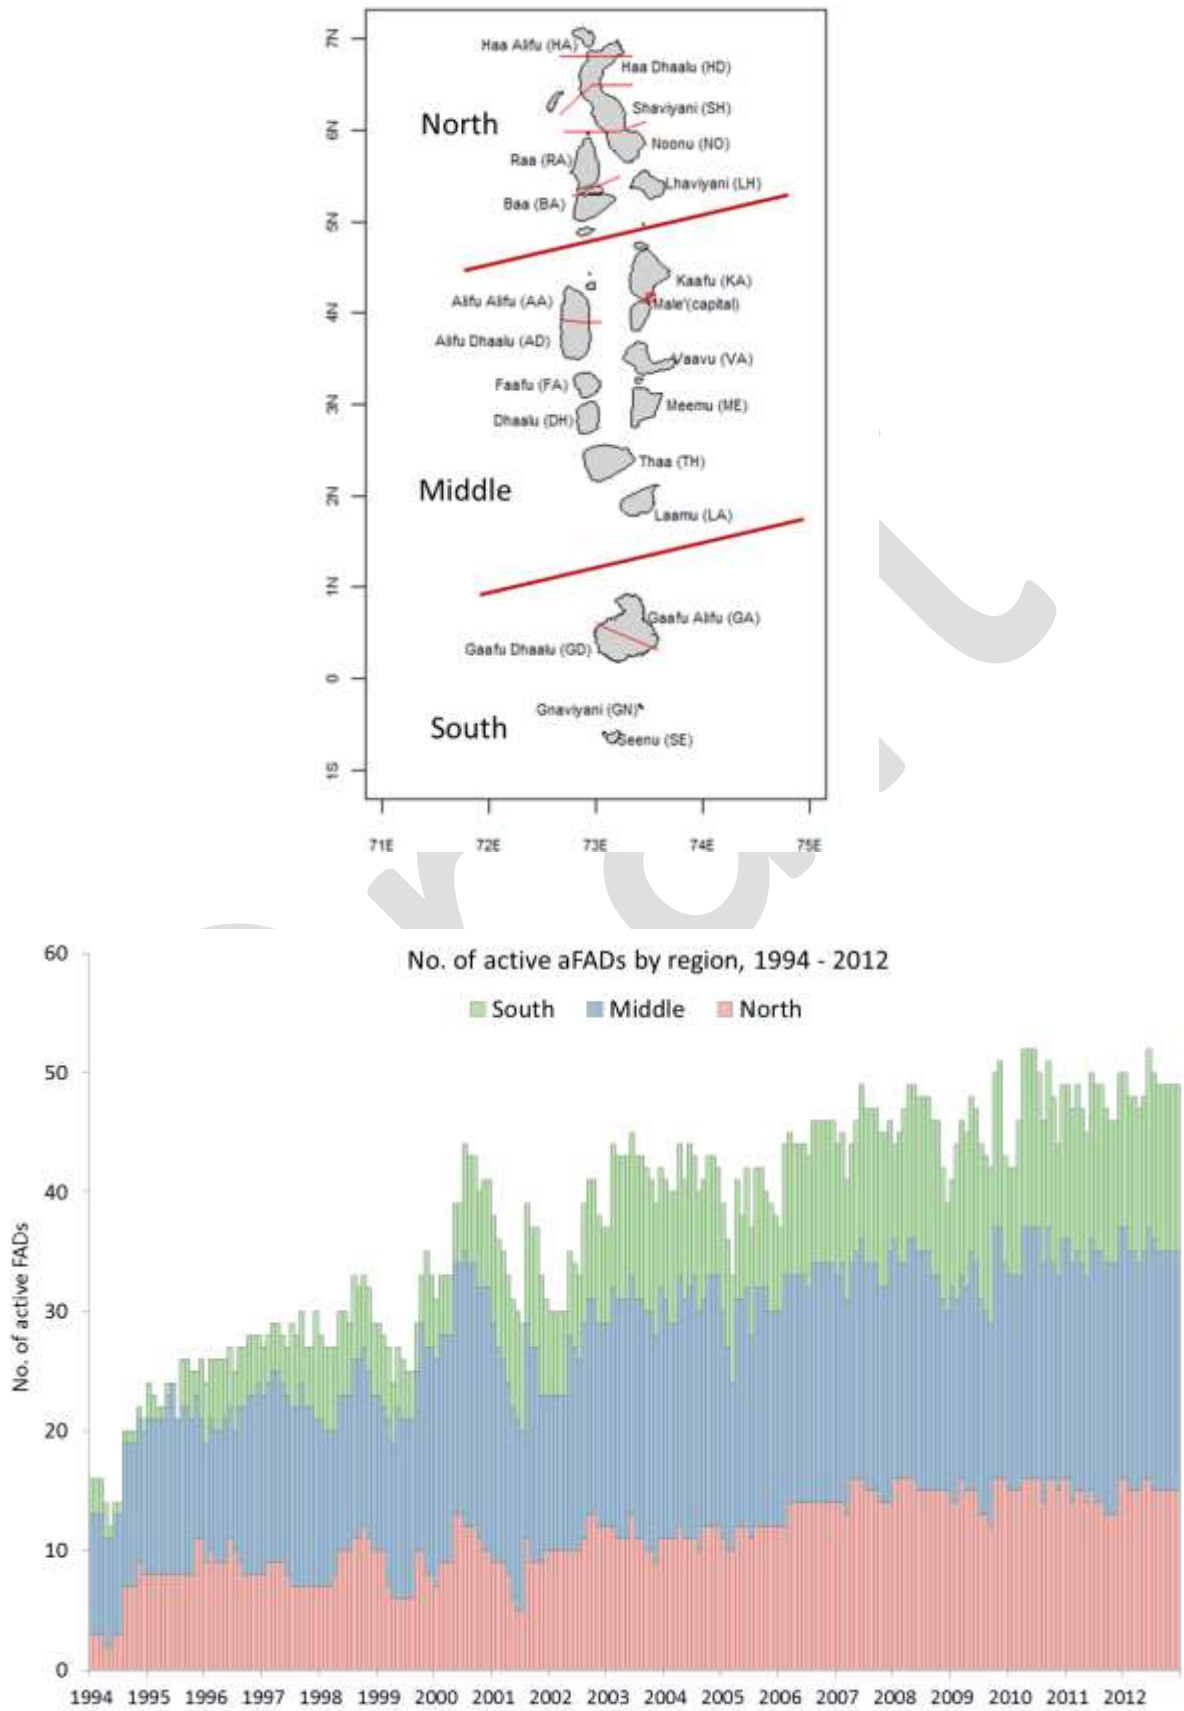 7N
Haa Alifu (HA)
Haa Dhaalu (HD)
Shaviyani (SH)
North
6N
Noonu (NO)
Raa (RA)
Lhaviyani (LH)
Baa (BA)
5N
Kaafu (KA)
Alifu Alifu (AA)
Male'(capital)
4N
Alifu Dhaalu (AD)
Vaavu (VA)
Faafu (FA)
3N
Meemu (ME)
Dhaalu (DH)
Thaa (TH)
Middle
2N
Laamu (LA)
1N
Gaafu Alifu (GA)
Gaafu Dhaalu (GD)
0
Gnaviyani (GN)
South
Seenu (SE)
1S
71E 72E 73E 74E 75E
No. of active aFADs by region, 1994 - 2012
South Middle North
60
50
40
30
20
10
0
No. of active FADs
1994 1995 1996 1997 1998 1999 2000 2001 2002 2003 2004 2005 2006 2007 2008 2009 2010 2011 2012